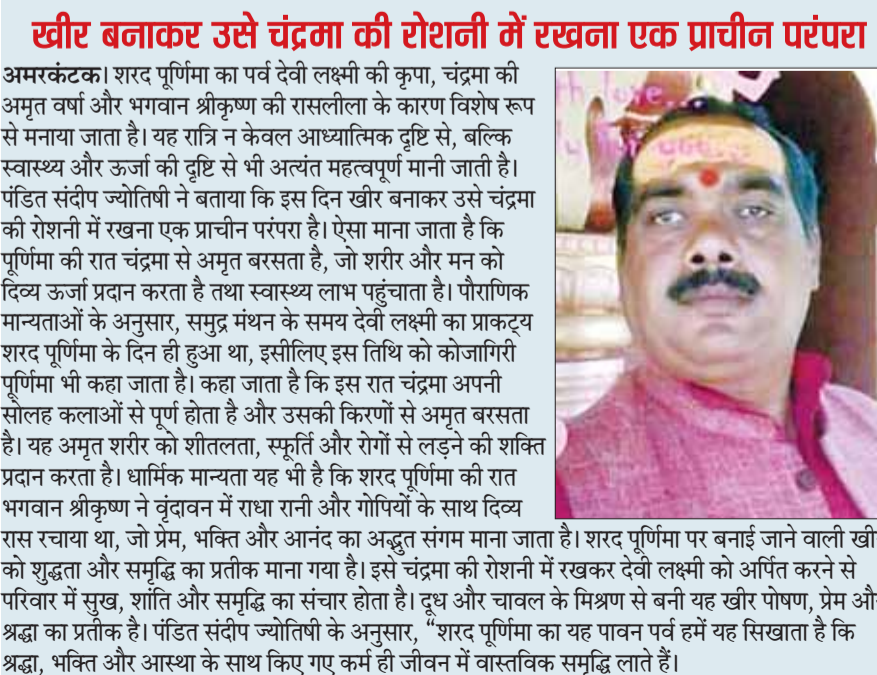 खीर बनाकर उसे चंद्रमा की रोशनी में रखना एक प्राचीन परंपरा
अमरकंटक। शरद पूर्णिमा का पर्व देवी लक्ष्मी की कृपा, चंद्रमा की
अमृत वर्षा और भगवान श्रीकृष्ण की रासलीला के कारण विशेष रूप
से मनाया जाता है। यह रात्रि न केवल आध्यात्मिक दृष्टि से, बल्कि
स्वास्थ्य और ऊर्जा की दृष्टि से भी अत्यंत महत्वपूर्ण मानी जाती है।
पंडित संदीप ज्योतिषी ने बताया कि इस दिन खीर बनाकर उसे चंद्रमा
की रोशनी में रखना एक प्राचीन परंपरा है। ऐसा माना जाता है कि
पूर्णिमा की रात चंद्रमा से अमृत बरसता है, जो शरीर और मन को
दिव्य ऊर्जा प्रदान करता है तथा स्वास्थ्य लाभ पहुंचाता है। पौराणिक
मान्यताओं के अनुसार, समुद्र मंथन के समय देवी लक्ष्मी का प्राकट्य
शरद पूर्णिमा के दिन ही हुआ था, इसीलिए इस तिथि को कोजागिरी
पूर्णिमा भी कहा जाता है। कहा जाता है कि इस रात चंद्रमा अपनी
सोलह कलाओं से पूर्ण होता है और उसकी किरणों से अमृत बरसता
है। यह अमृत शरीर को शीतलता, स्फूर्ति और रोगों से लड़ने की शक्ति
प्रदान करता है। धार्मिक मान्यता यह भी है कि शरद पूर्णिमा की रात
भगवान श्रीकृष्ण ने वृंदावन में राधा रानी और गोपियों के साथ दिव्य
रास रचाया था, जो प्रेम, भक्ति और आनंद का अद्भुत संगम माना जाता है। शरद पूर्णिमा पर बनाई जाने वाली खी
को शुद्धता और समृद्धि का प्रतीक माना गया है। इसे चंद्रमा की रोशनी में रखकर देवी लक्ष्मी को अर्पित करने से
परिवार में सुख, शांति और समृद्धि का संचार होता है। दूध और चावल के मिश्रण से बनी यह खीर पोषण, प्रेम औ
श्रद्धा का प्रतीक है। पंडित संदीप ज्योतिषी के अनुसार, “शरद पूर्णिमा का यह पावन पर्व हमें यह सिखाता है कि
श्रद्धा, भक्ति और आस्था के साथ किए गए कर्म ही जीवन में वास्तविक समृद्धि लाते हैं।